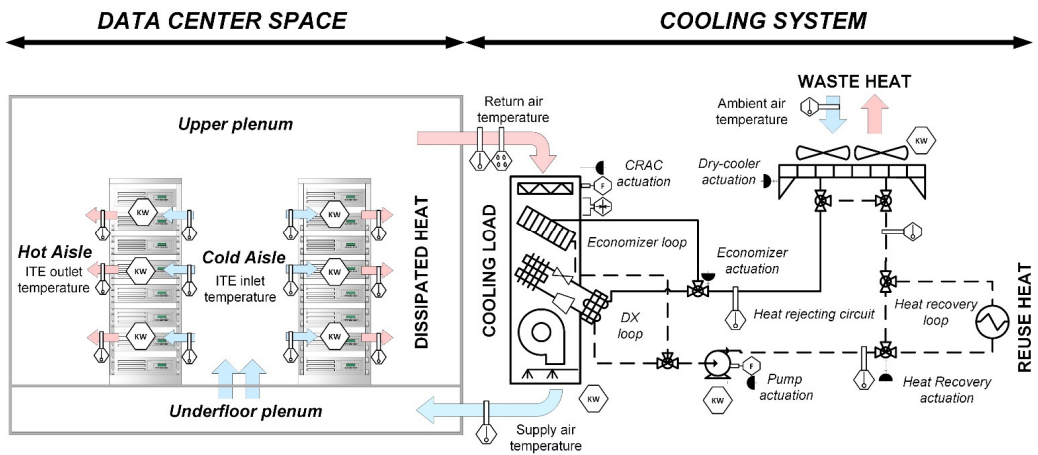 DATA CENTER SPACE
COOLING SYSTEM
Upper plenum
Hot Aisle
ITE outlet
temperature
Cold Aisle
ITE inlet
temperature
KW
KW
KW
KW
KW
KW
Underfloor plenum
DISSIPATED HEAT
Return air
temperature
Supply air
temperature
COOLING LOAD
CRAC
actuation
F
Economizer loop
DX
loop
KW
Economizer
actuation
Heat rejecting circuit
F
Pump
actuation
KW
WASTE HEAT
Ambient air
temperature
KW
Dry-cooler
actuation
Heat recovery
loop
Heat Recovery
actuation
REUSE HEAT